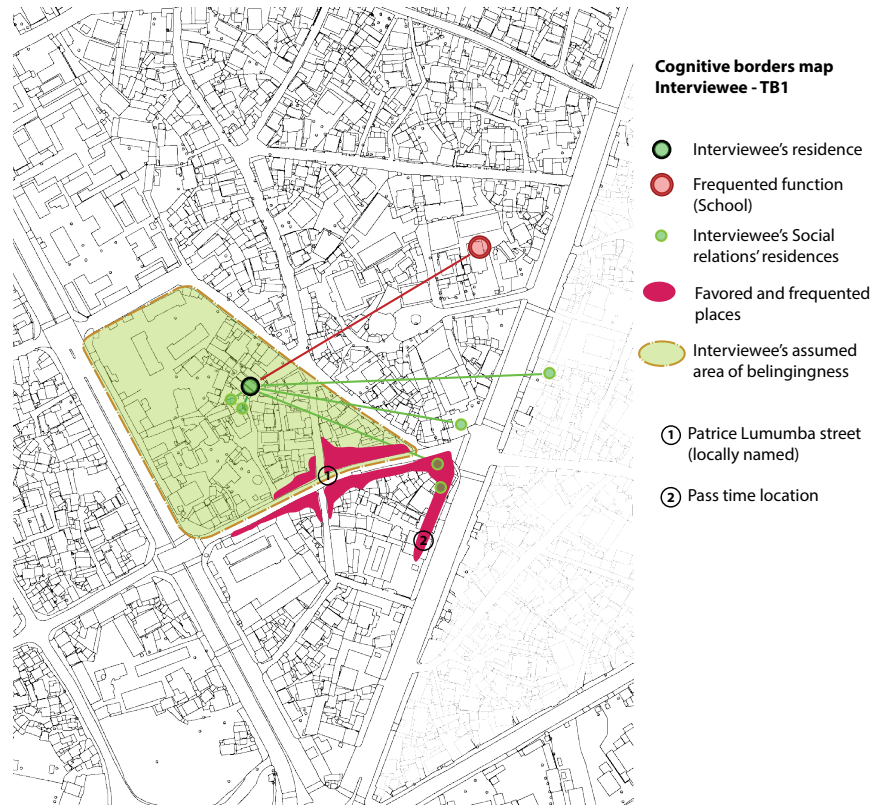 Cognitive borders map
Interviewee - TB1
Interviewee's residence
Frequented function
(School)
Interviewee's Social
relations' residences
Favored and frequented
places
Interviewee's assumed
area of belingingness
1 Patrice Lumumba street
(locally named)
2 Pass time location
1
2